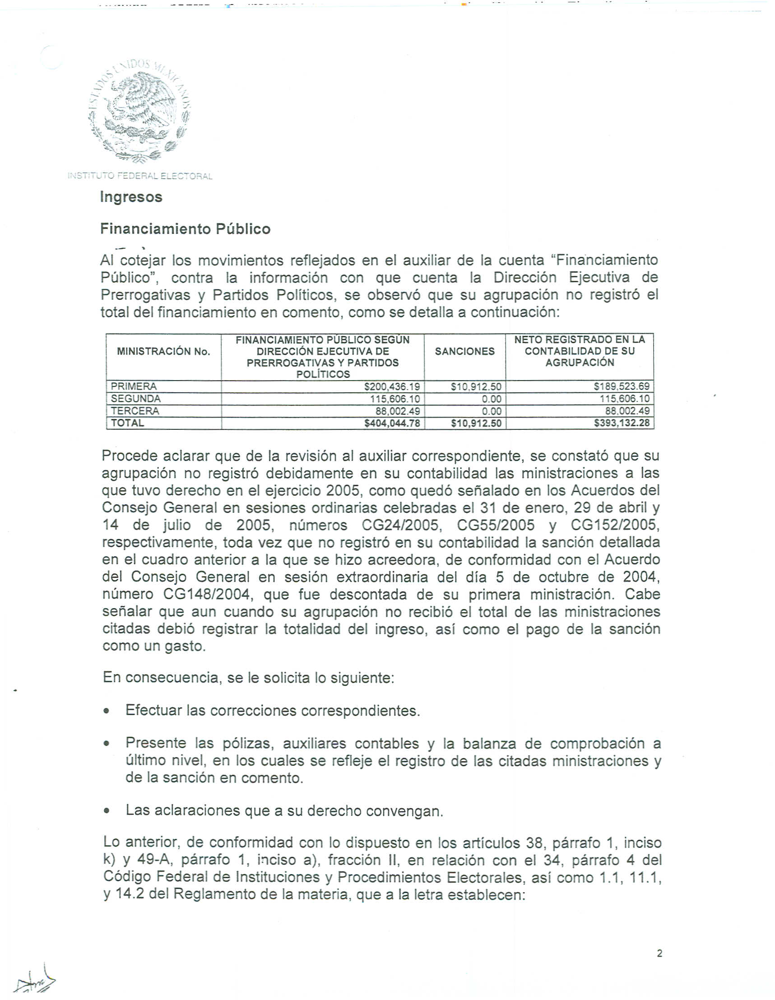 ESTADOS UNIDOS MEXICANOS
INSTITUTO FEDERAL ELECTORAL
Ingresos
Financiamiento Público
Al cotejar los movimientos reflejados en el auxiliar de la cuenta “Financiamiento
Público”, contra la información con que cuenta la Dirección Ejecutiva de
Prerrogativas y Partidos Políticos, se observó que su agrupación no registró el
total del financiamiento en comento, como se detalla a continuación:
MINISTRACIÓN No. FINANCIAMIENTO PÚBLICO SEGÚN DIRECCIÓN EJECUTIVA DE PRERROGATIVAS Y PARTIDOS POLÍTICOS SANCIONES NETO REGISTRADO EN LA CONTABILIDAD DE SU AGRUPACIÓN
PRIMERA $200,436.19 $10,912.50 $189,523.69
SEGUNDA 115,606.10 0.00 115,606.10
TERCERA 88,002.49 0.00 88,002.49
TOTAL $404,044.78 $10,912.50 $393,132.28
Procede aclarar que de la revisión al auxiliar correspondiente, se constató que su
agrupación no registró debidamente en su contabilidad las ministraciones a las
que tuvo derecho en el ejercicio 2005, como quedó señalado en los Acuerdos del
Consejo General en sesiones ordinarias celebradas el 31 de enero, 29 de abril y
14 de julio de 2005, números CG24/2005, CG55/2005 y CG152/2005,
respectivamente, toda vez que no registró en su contabilidad la sanción detallada
en el cuadro anterior a la que se hizo acreedora, de conformidad con el Acuerdo
del Consejo General en sesión extraordinaria del día 5 de octubre de 2004,
número CG148/2004, que fue descontada de su primera ministración. Cabe
señalar que aun cuando su agrupación no recibió el total de las ministraciones
citadas debió registrar la totalidad del ingreso, así como el pago de la sanción
como un gasto.
En consecuencia, se le solicita lo siguiente:
• Efectuar las correcciones correspondientes.
• Presente las pólizas, auxiliares contables y la balanza de comprobación a
último nivel, en los cuales se refleje el registro de las citadas ministraciones y
de la sanción en comento.
• Las aclaraciones que a su derecho convengan.
Lo anterior, de conformidad con lo dispuesto en los artículos 38, párrafo 1, inciso
k) y 49-A, párrafo 1, inciso a), fracción II, en relación con el 34, párrafo 4 del
Código Federal de Instituciones y Procedimientos Electorales, así como 1.1, 11.1,
y 14.2 del Reglamento de la materia, que a la letra establecen:
2